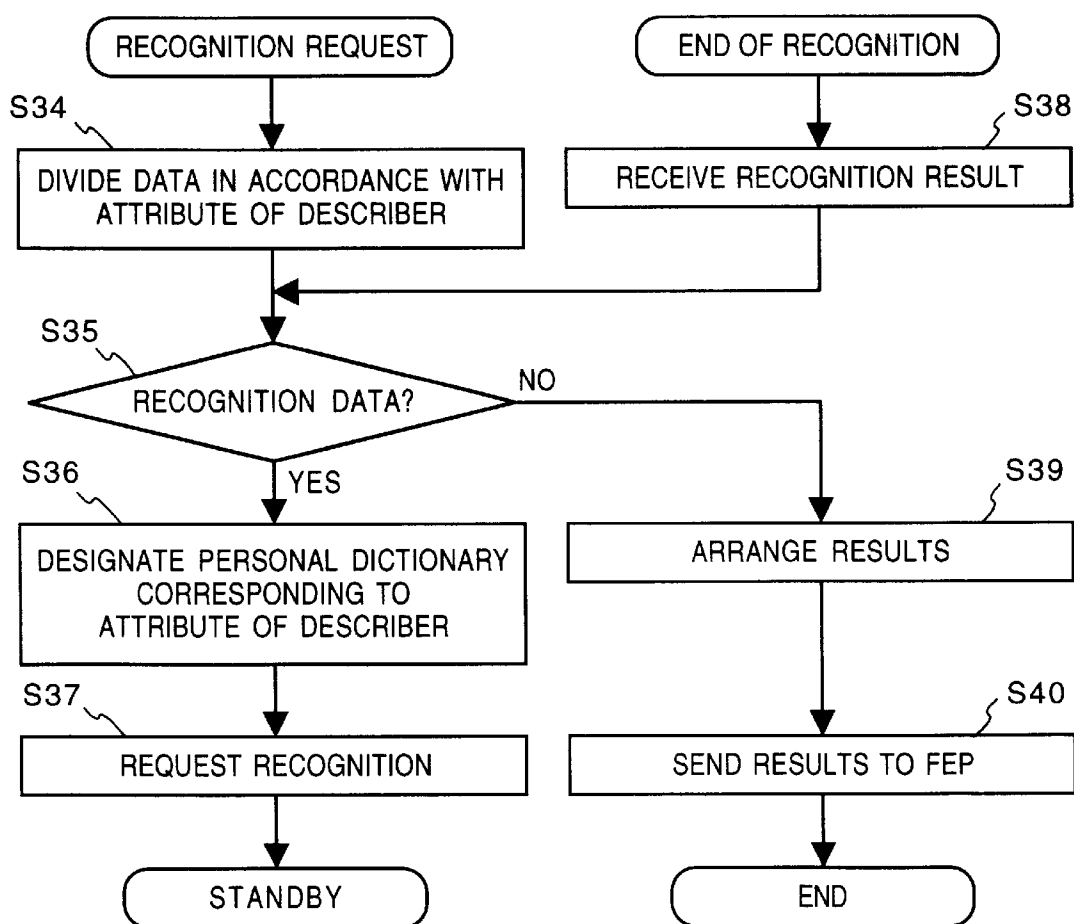 RECOGNITION REQUEST
END OF RECOGNITION
S34
S38
DIVIDE DATA IN ACCORDANCE WITH
ATTRIBUTE OF DESCRIBER
RECEIVE RECOGNITION RESULT
S35
RECOGNITION DATA?
NO
YES
S36
S39
DESIGNATE PERSONAL DICTIONARY
CORRESPONDING TO
ATTRIBUTE OF DESCRIBER
ARRANGE RESULTS
S37
S40
REQUEST RECOGNITION
SEND RESULTS TO FEP
STANDBY
END